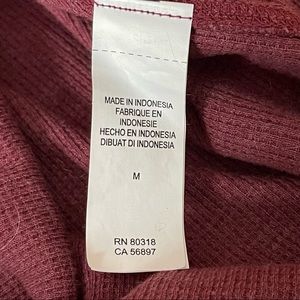 MADE IN INDONESIA
FABRIQUE EN
INDONESIE
HECHO EN INDONESIA
DIBUAT DI INDONESIA
M
RN 80318
CA 56897